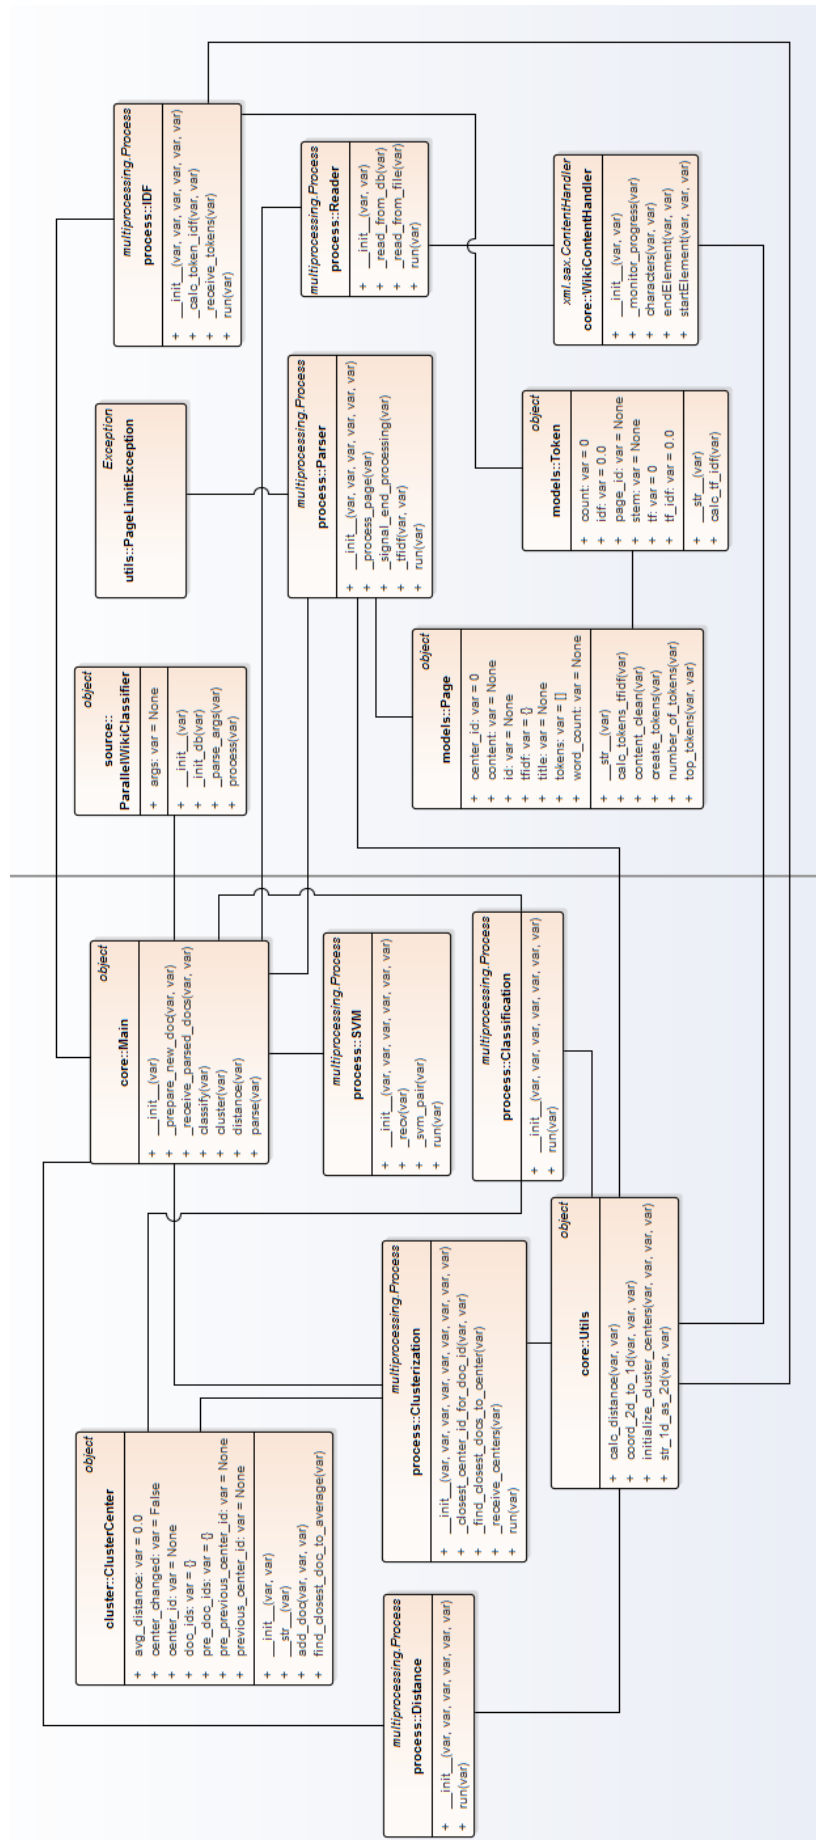 object
cluster::ClusterCenter
+ avg_distance: var = 0.0
+ center_changed: var = False
+ center_id: var = None
+ doc_ids: var = {}
+ pre_doc_ids: var = {}
+ pre_previous_center_id: var = None
+ previous_center_id: var = None
+ __init__(var, var)
+ __str__(var)
+ add_doc(var, var, var)
+ find_closest_doc_to_average(var)
object
core::Main
+ __init__(var)
+ _prepare_new_doc(var, var)
+ _receive_parsed_docs(var, var)
+ classify(var)
+ cluster(var)
+ distance(var)
+ parse(var)
object
source::
ParallelWikiClassifier
+ args: var = None
+ __init__(var)
+ _init_db(var)
+ _parse_args(var)
+ process(var)
Exception
utils::PageLimitException
multiprocessing.Process
process::IDF
+ __init__(var, var, var, var, var, var)
+ _calc_token_idf(var, var)
+ _receive_tokens(var)
+ run(var)
multiprocessing.Process
process::Distance
+ __init__(var, var, var, var, var, var)
+ run(var)
multiprocessing.Process
process::Clusterization
+ __init__(var, var, var, var, var, var, var, var, var)
+ _closest_center_id_for_doc_id(var, var)
+ _find_closest_docs_to_center(var)
+ _receive_centers(var)
+ run(var)
multiprocessing.Process
process::SVM
+ __init__(var, var, var, var, var, var)
+ _recv(var)
+ _svm_pair(var)
+ run(var)
multiprocessing.Process
process::Parser
+ __init__(var, var, var, var, var, var)
+ _process_page(var)
+ _signal_end_processing(var)
+ _tfidf(var, var)
+ run(var)
multiprocessing.Process
process::Reader
+ __init__(var, var)
+ _read_from_db(var)
+ _read_from_file(var)
+ run(var)
multiprocessing.Process
process::Classification
+ __init__(var, var, var, var, var, var, var)
+ run(var)
object
models::Page
+ center_id: var = 0
+ content: var = None
+ id: var = None
+ tfidf: var = {}
+ title: var = None
+ tokens: var = []
+ word_count: var = None
+ __str__(var)
+ calc_tokens_tfidf(var)
+ content_clean(var)
+ create_tokens(var)
+ number_of_tokens(var)
+ top_tokens(var, var)
object
core::Utils
+ calc_distance(var, var)
+ coord_2d_to_1d(var, var, var)
+ initialize_cluster_centers(var, var, var, var)
+ str_1d_as_2d(var, var)
object
models::Token
+ count: var = 0
+ idf: var = 0.0
+ page_id: var = None
+ stem: var = None
+ tf: var = 0
+ tf_idf: var = 0.0
+ __str__(var)
+ calc_tf_idf(var)
xml.sax.ContentHandler
core::WikiContentHandler
+ __init__(var, var)
+ _monitor_progress(var)
+ characters(var, var)
+ endElement(var, var)
+ startElement(var, var, var)